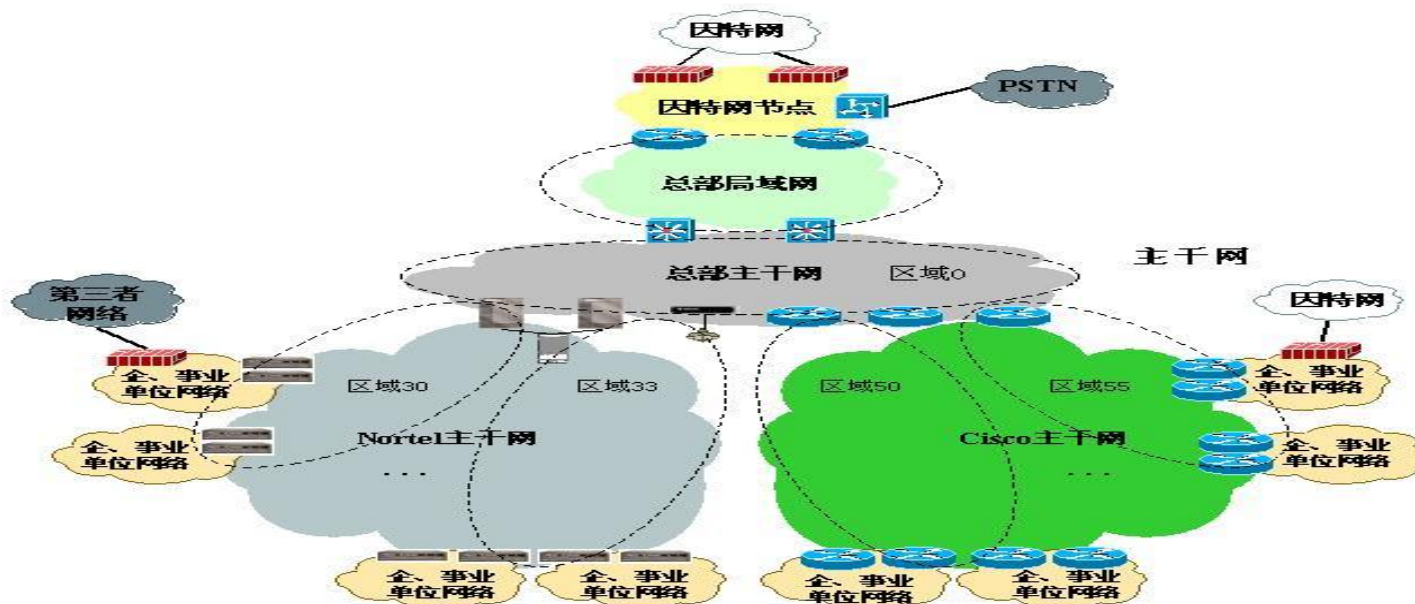 因特网
PSTN
因特网节点
总部局域网
主干网
总部主干网
区域0
第三者
网络
因特网
企、事业
单位网络
区域30
区域33
区域50
区域55
企、事业
单位网络
Nortel主干网
Cisco主干网
企、事业
单位网络
企、事业
单位网络
...
...
企、事业
单位网络
企、事业
单位网络
企、事业
单位网络
企、事业
单位网络